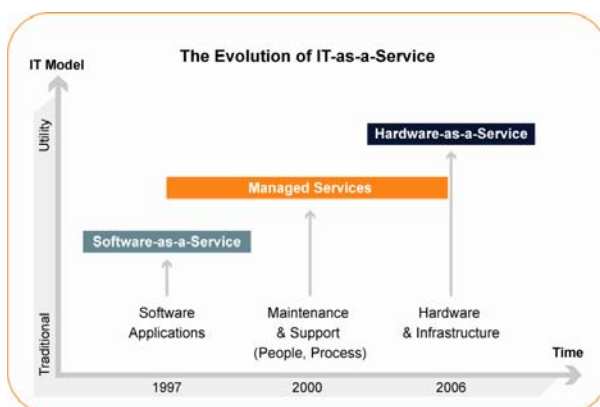 The Evolution of IT-as-a-Service
IT Model
Utility
Traditional
Hardware-as-a-Service
Managed Services
Software-as-a-Service
Software
Applications
Maintenance
& Support
(People, Process)
Hardware
& Infrastructure
Time
1997
2000
2006